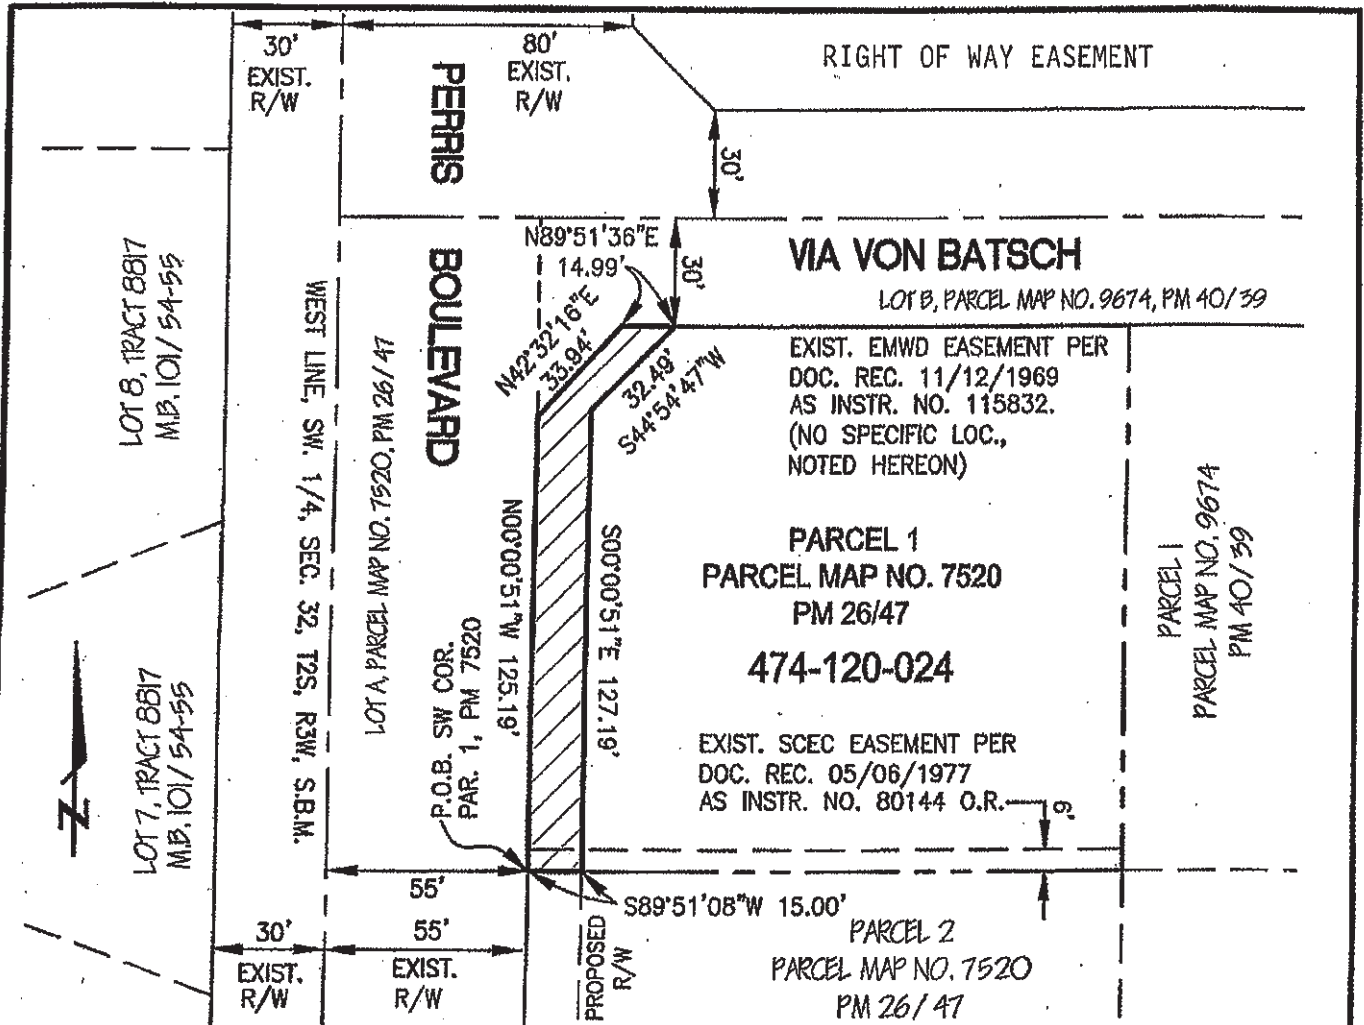 30'
EXIST.
R/W
80'
EXIST.
R/W
RIGHT OF WAY EASEMENT
PERRIS
BOULEVARD
30'
N89°51'36"E
14.99'
30'
VIA VON BATSCH
LOT B, PARCEL MAP NO. 9674, PM 40/39
LOT 8, TRACT 8817
M.B. 101/54-55
WEST LINE, SW. 1/4, SEC. 32, T2S, R3W, S.B.M.
LOT A, PARCEL MAP NO. 7520, PM 26/47
N42°32'16"E
33.94'
32.49'
S44°54'47"W
EXIST. EMWD EASEMENT PER
DOC. REC. 11/12/1969
AS INSTR. NO. 115832.
(NO SPECIFIC LOC.,
NOTED HEREON)
N00°00'51"W 125.19'
S00°00'51"E 127.19'
PARCEL 1
PARCEL MAP NO. 7520
PM 26/47
474-120-024
PARCEL 1
PARCEL MAP NO. 9674
PM 40/39
LOT 7, TRACT 8817
M.B. 101/54-55
N
P.O.B. SW COR.
PAR. 1, PM 7520
EXIST. SCEC EASEMENT PER
DOC. REC. 05/06/1977
AS INSTR. NO. 80144 O.R.
6'
55'
S89°51'08"W 15.00'
30'
EXIST.
R/W
55'
EXIST.
R/W
PROPOSED
R/W
PARCEL 2
PARCEL MAP NO. 7520
PM 26/47